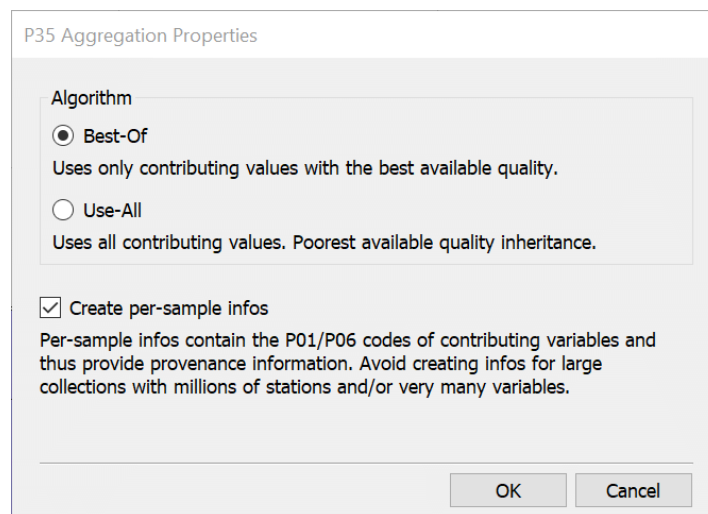 P35 Aggregation Properties
Algorithm
Best-Of
Uses only contributing values with the best available quality.
Use-All
Uses all contributing values. Poorest available quality inheritance.
Create per-sample infos
Per-sample infos contain the P01/P06 codes of contributing variables and
thus provide provenance information. Avoid creating infos for large
collections with millions of stations and/or very many variables.
OK
Cancel